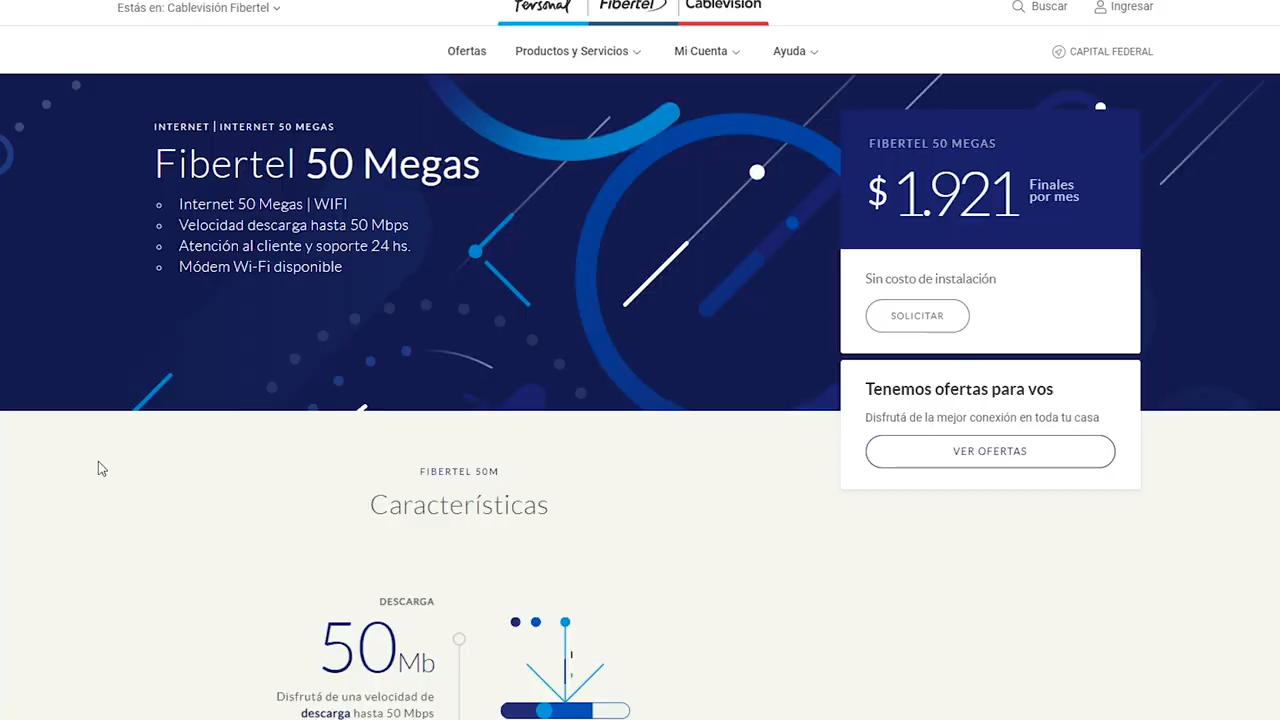 Estás en: Cablevisión Fibertel
Personal
Fibertel
Cablevisión
Buscar
Ingresar
Ofertas
Productos y Servicios
Mi Cuenta
Ayuda
CAPITAL FEDERAL
INTERNET | INTERNET 50 MEGAS
Fibertel 50 Megas
Internet 50 Megas | WIFI
Velocidad descarga hasta 50 Mbps
Atención al cliente y soporte 24 hs.
Módem Wi-Fi disponible
FIBERTEL 50 MEGAS
$ 1.921
Finales
por mes
Sin costo de instalación
SOLICITAR
Tenemos ofertas para vos
Disfrutá de la mejor conexión en toda tu casa
VER OFERTAS
FIBERTEL 50M
Características
DESCARGA
50Mb
Disfrutá de una velocidad de
descarga hasta 50 Mbps